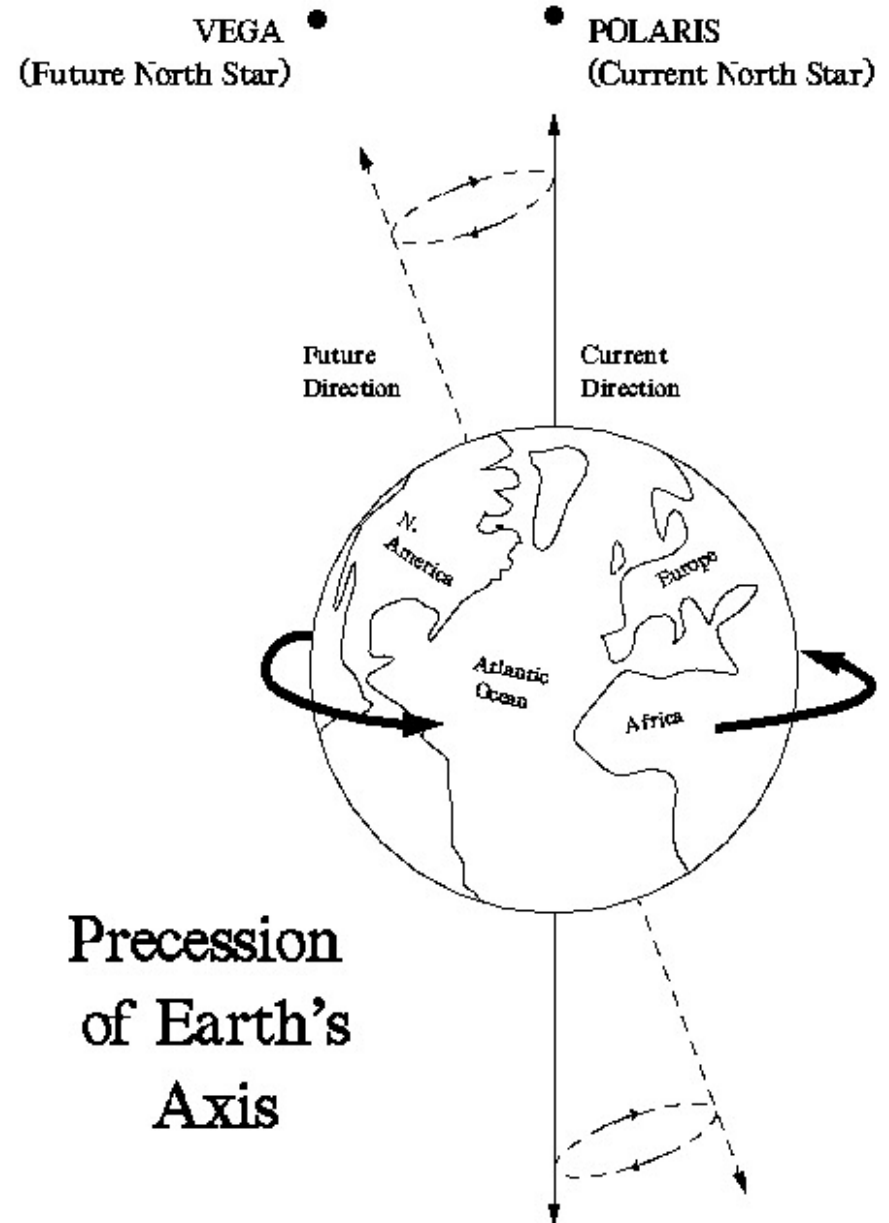 VEGA
(Future North Star)
POLARIS
(Current North Star)
Future
Direction
Current
Direction
N.
America
Europe
Atlantic
Ocean
Africa
Precession
of Earth's
Axis